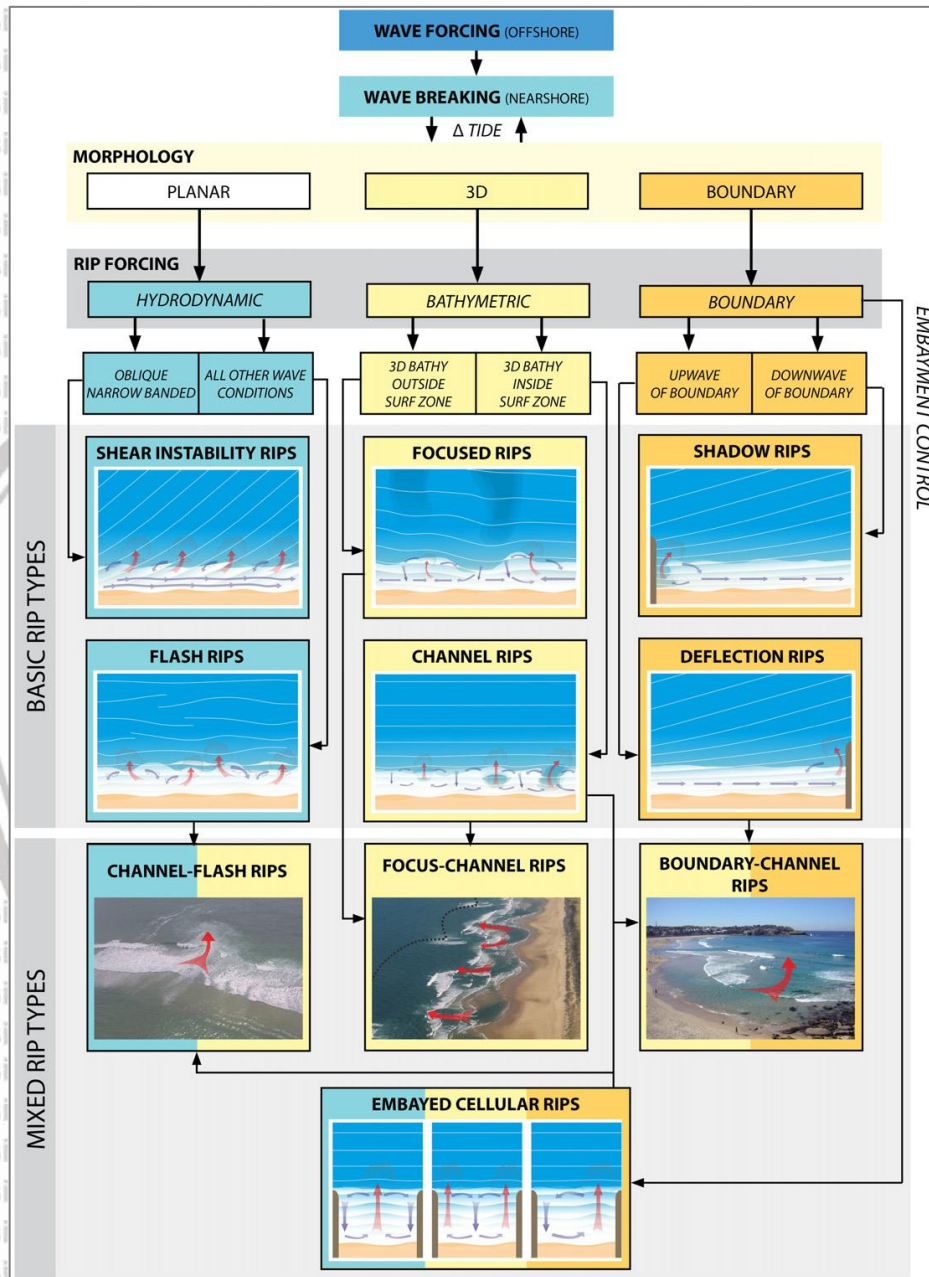 WAVE FORCING (OFFSHORE)
WAVE BREAKING (NEARSHORE)
Δ TIDE
MORPHOLOGY
PLANAR
3D
BOUNDARY
RIP FORCING
HYDRODYNAMIC
BATHYMETRIC
BOUNDARY
EMBAYMENT CONTROL
OBLIQUE
NARROW BANDED
ALL OTHER WAVE
CONDITIONS
3D BATHY
OUTSIDE
SURF ZONE
3D BATHY
INSIDE
SURF ZONE
UPWAVE
OF BOUNDARY
DOWNWAVE
OF BOUNDARY
BASIC RIP TYPES
SHEAR INSTABILITY RIPS
FOCUSED RIPS
SHADOW RIPS
FLASH RIPS
CHANNEL RIPS
DEFLECTION RIPS
MIXED RIP TYPES
CHANNEL-FLASH RIPS
FOCUS-CHANNEL RIPS
BOUNDARY-CHANNEL
RIPS
EMBAYED CELLULAR RIPS